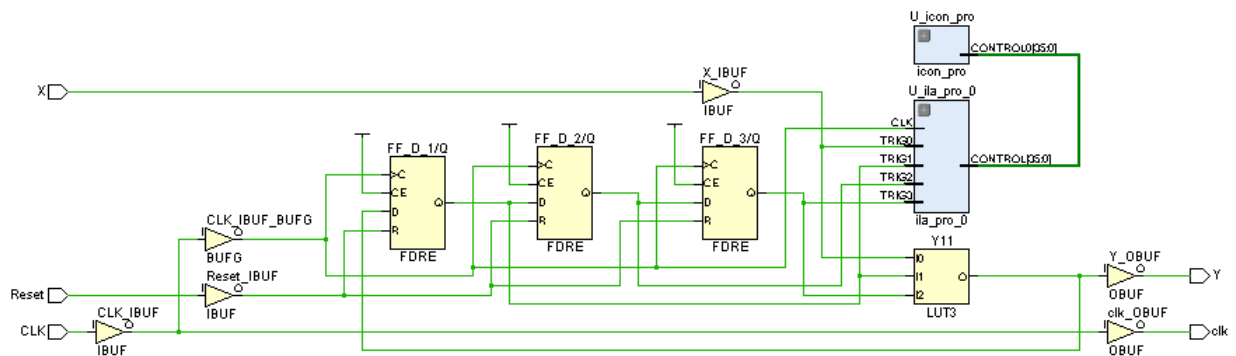 U_icon_pro
CONTROL0[35:0]
icon_pro
X
X_IBUF
I
O
IBUF
U_ila_pro_0
CLK
TRIG0
TRIG1
TRIG2
TRIG3
CONTROL[35:0]
ila_pro_0
FF_D_1/Q
C
CE
D
R
Q
FDRE
FF_D_2/Q
C
CE
D
R
Q
FDRE
FF_D_3/Q
C
CE
D
R
Q
FDRE
CLK_IBUF_BUFG
I
O
BUFG
Reset
Reset_IBUF
I
O
IBUF
CLK
CLK_IBUF
I
O
IBUF
Y11
I0
I1
I2
O
LUT3
Y_OBUF
I
O
OBUF
Y
clk_OBUF
I
O
OBUF
clk